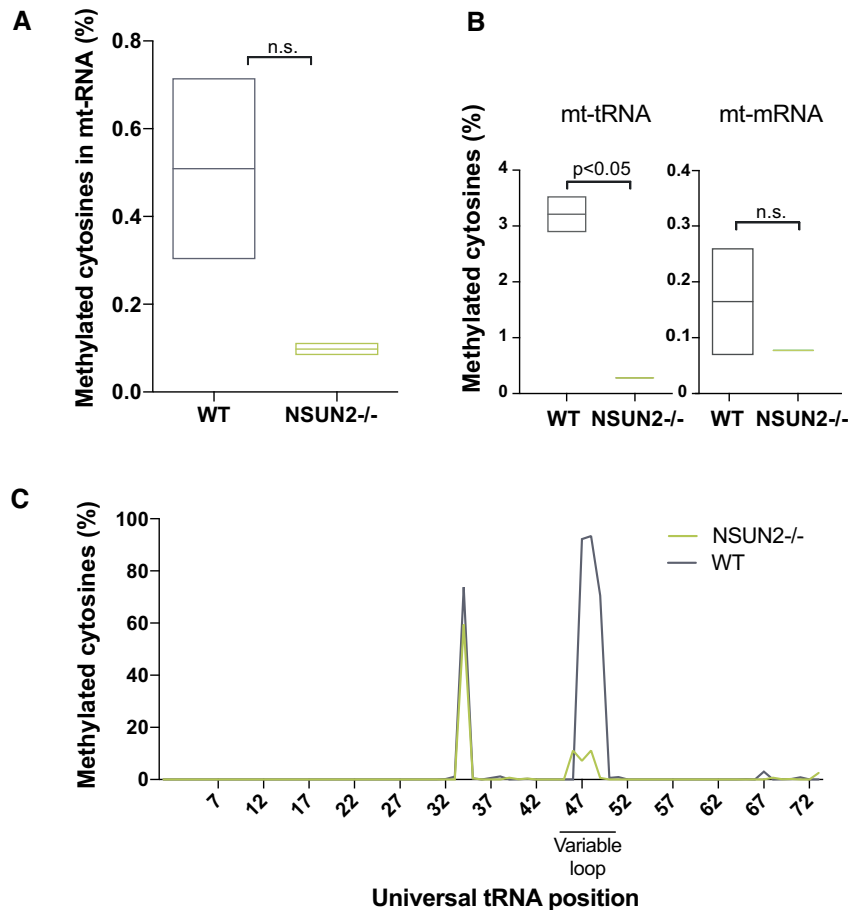 A
Methylated cytosines in mt-RNA (%)
0.8
0.6
0.4
0.2
0.0
n.s.
WT
NSUN2-/-
B
Methylated cytosines (%)
mt-tRNA
4
3
2
1
0
p<0.05
WT
NSUN2-/-
mt-mRNA
0.4
0.3
0.2
0.1
0
n.s.
WT
NSUN2-/-
C
Methylated cytosines (%)
100
80
60
40
20
0
NSUN2-/-
WT
7 12 17 22 27 32 37 42 47 52 57 62 67 72
Variable
loop
Universal tRNA position